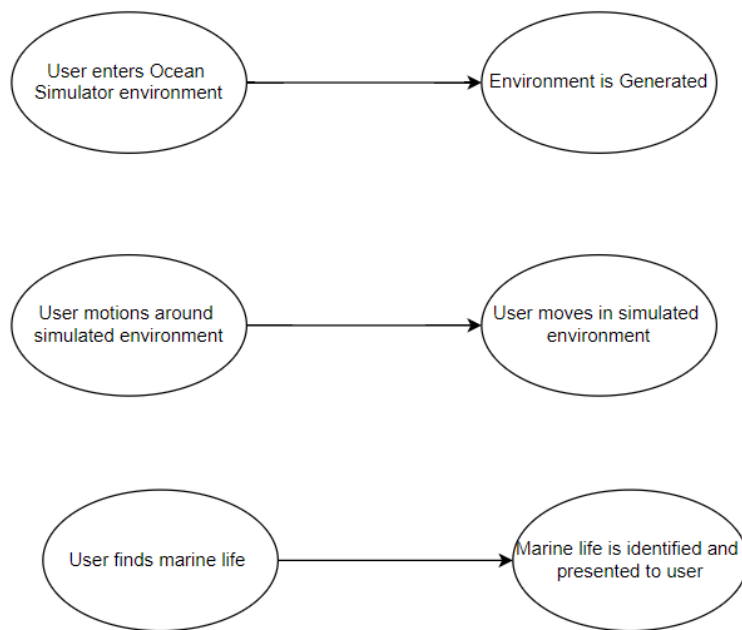 User enters Ocean
Simulator environment
Environment is Generated
User motions around
simulated environment
User moves in simulated
environment
User finds marine life
Marine life is identified and
presented to user